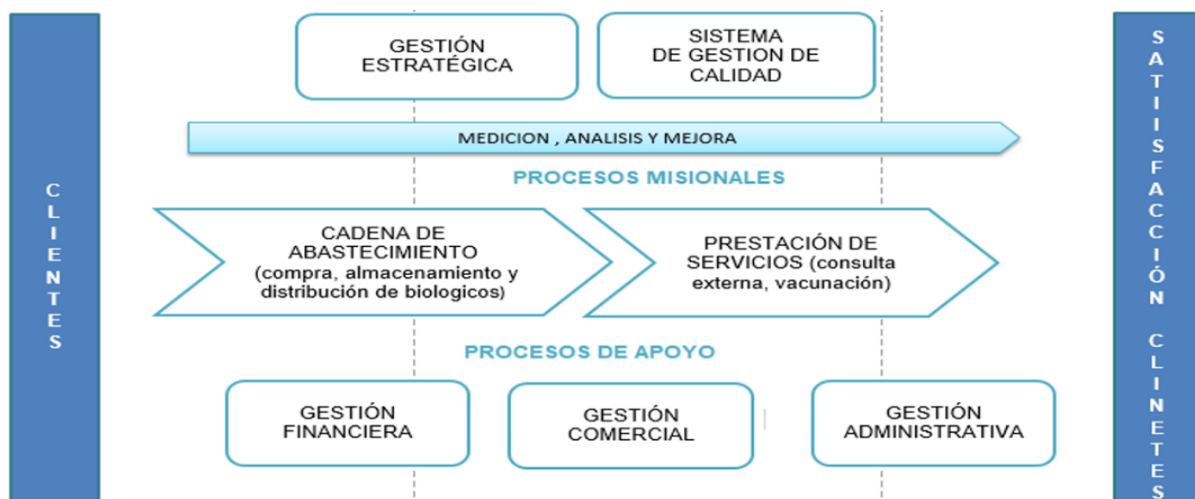 CLIENTES
GESTIÓN
ESTRATÉGICA
SISTEMA
DE GESTION DE
CALIDAD
MEDICION , ANALISIS Y MEJORA
PROCESOS MISIONALES
CADENA DE
ABASTECIMIENTO
(compra, almacenamiento y
distribución de biologicos)
PRESTACIÓN DE
SERVICIOS (consulta
externa, vacunación)
PROCESOS DE APOYO
GESTIÓN
FINANCIERA
GESTIÓN
COMERCIAL
GESTIÓN
ADMINISTRATIVA
SATIISFACCIÓN CLINETES